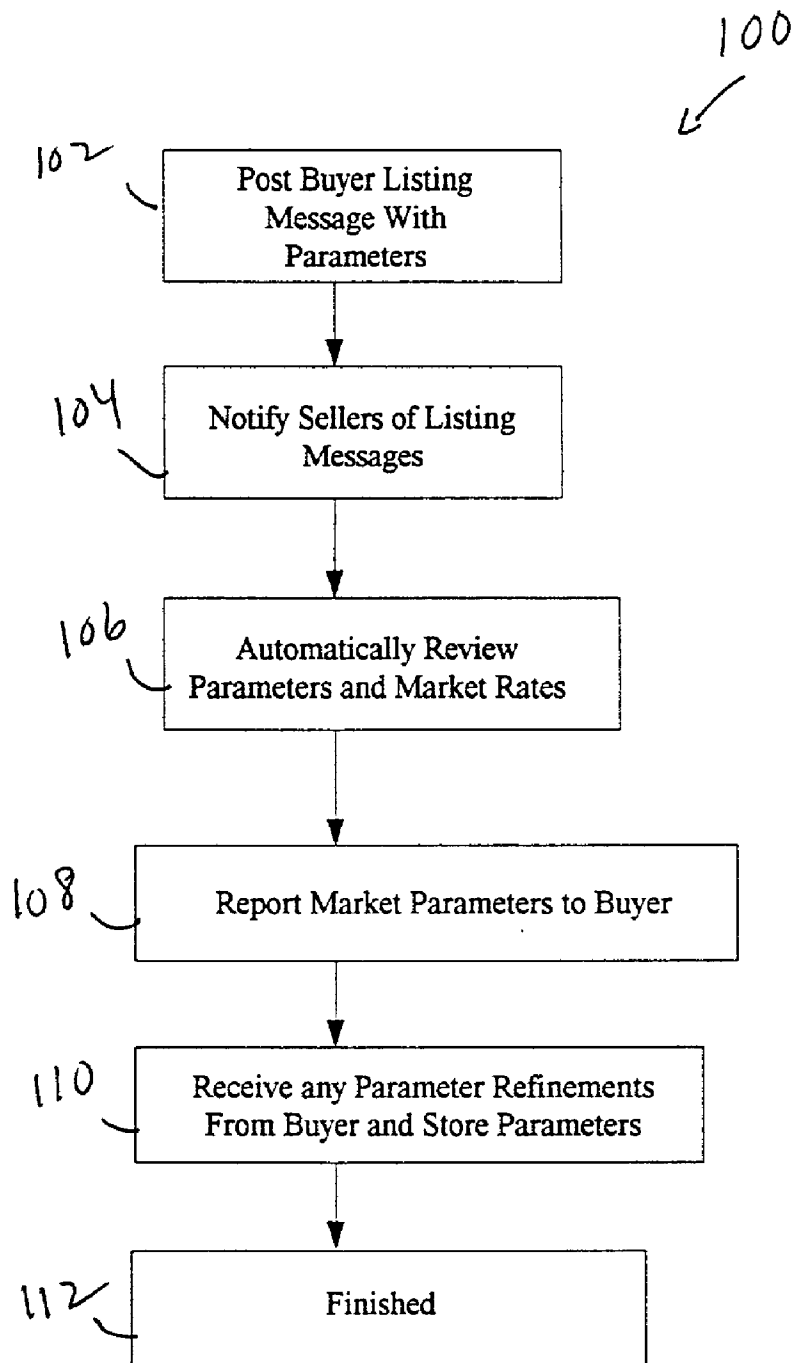 100
102
Post Buyer Listing
Message With
Parameters
104
Notify Sellers of Listing
Messages
106
Automatically Review
Parameters and Market Rates
108
Report Market Parameters to Buyer
110
Receive any Parameter Refinements
From Buyer and Store Parameters
112
Finished